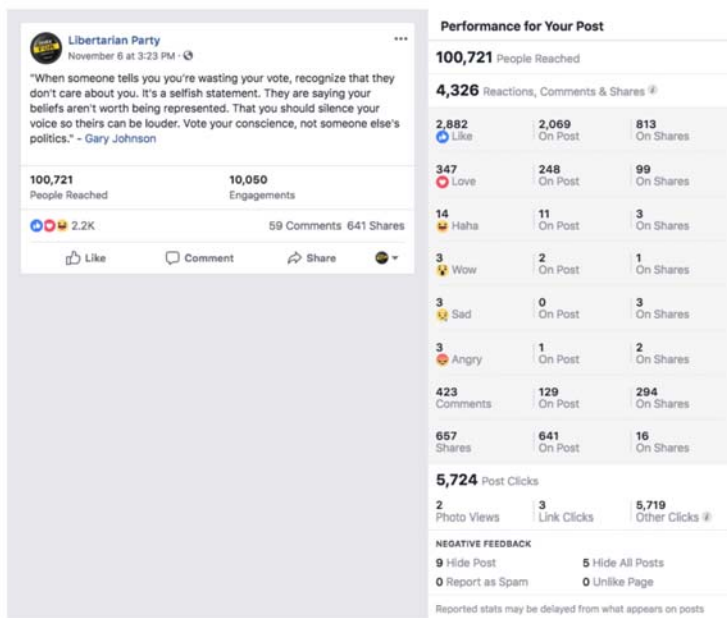 Libertarian Party
November 6 at 3:23 PM ·
"When someone tells you you're wasting your vote, recognize that they
don't care about you. It's a selfish statement. They are saying your
beliefs aren't worth being represented. That you should silence your
voice so theirs can be louder. Vote your conscience, not someone else's
politics." - Gary Johnson
100,721 10,050
People Reached Engagements
2.2K 59 Comments 641 Shares
Like Comment Share
Performance for Your Post
100,721 People Reached
4,326 Reactions, Comments & Shares
2,882 2,069 813
Like On Post On Shares
347 248 99
Love On Post On Shares
14 11 3
Haha On Post On Shares
3 2 1
Wow On Post On Shares
3 0 3
Sad On Post On Shares
3 1 2
Angry On Post On Shares
423 129 294
Comments On Post On Shares
657 641 16
Shares On Post On Shares
5,724 Post Clicks
2 3 5,719
Photo Views Link Clicks Other Clicks
NEGATIVE FEEDBACK
9 Hide Post 5 Hide All Posts
0 Report as Spam 0 Unlike Page
Reported stats may be delayed from what appears on posts